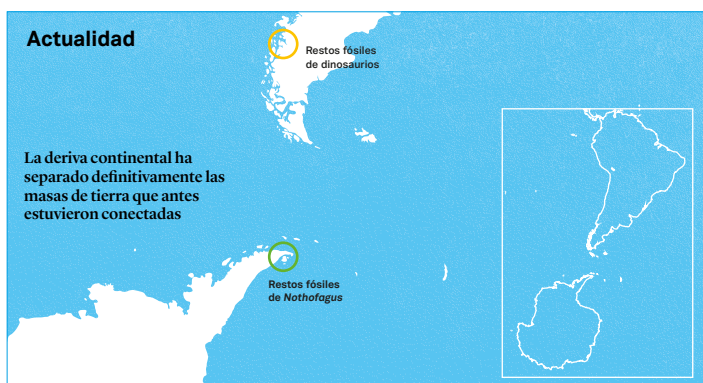 Actualidad
Restos fósiles
de dinosaurios
La deriva continental ha
separado definitivamente las
masas de tierra que antes
estuvieron conectadas
Restos fósiles
de Nothofagus